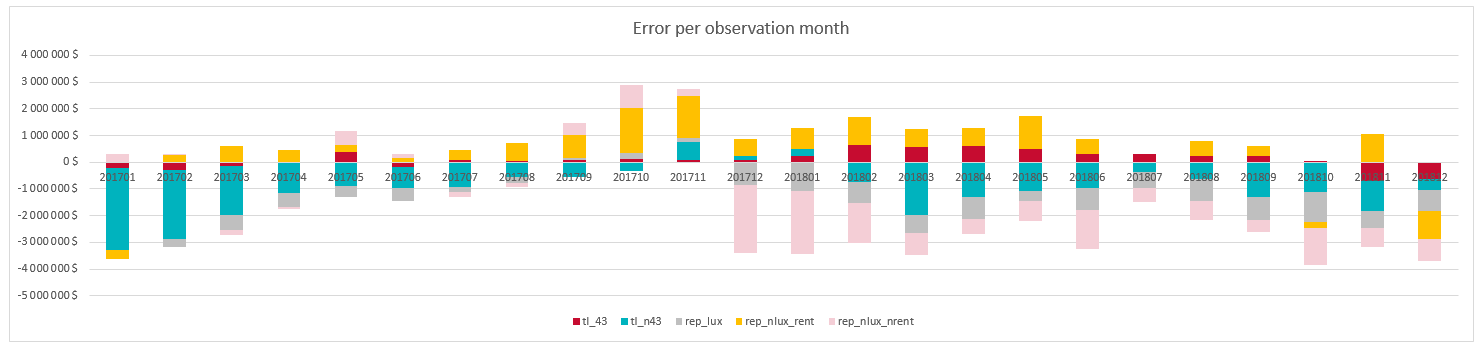 Error per observation month
4 000 000 $
3 000 000 $
2 000 000 $
1 000 000 $
0 $
-1 000 000 $
-2 000 000 $
-3 000 000 $
-4 000 000 $
-5 000 000 $
201701 201702 201703 201704 201705 201706 201707 201708 201709 201710 201711 201712 201801 201802 201803 201804 201805 201806 201807 201808 201809 201810 201811 201812
tl_43 tl_n43 rep_lux rep_nlux_rent rep_nlux_nrent